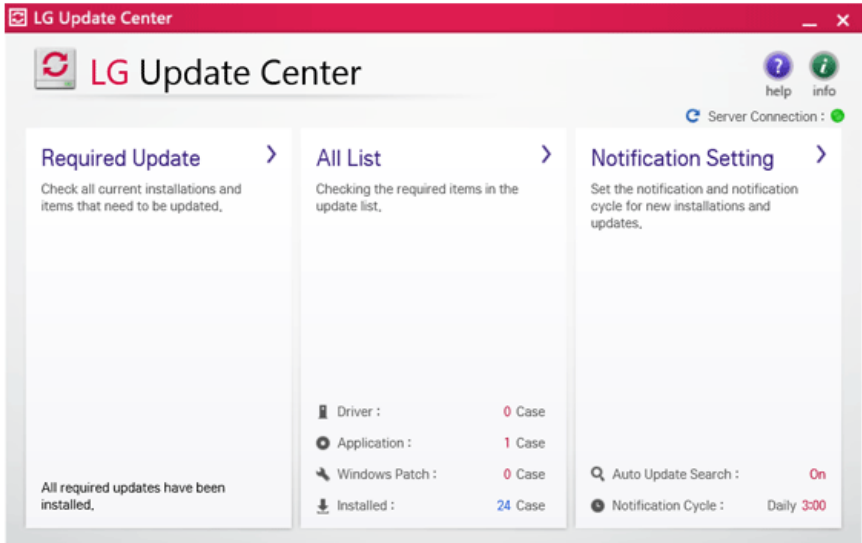 LG Update Center
LG Update Center
help
info
Server Connection :
Required Update
Check all current installations and
items that need to be updated.
All required updates have been
installed.
All List
Checking the required items in the
update list.
Driver : 0 Case
Application : 1 Case
Windows Patch : 0 Case
Installed : 24 Case
Notification Setting
Set the notification and notification
cycle for new installations and
updates.
Auto Update Search : On
Notification Cycle : Daily 3:00